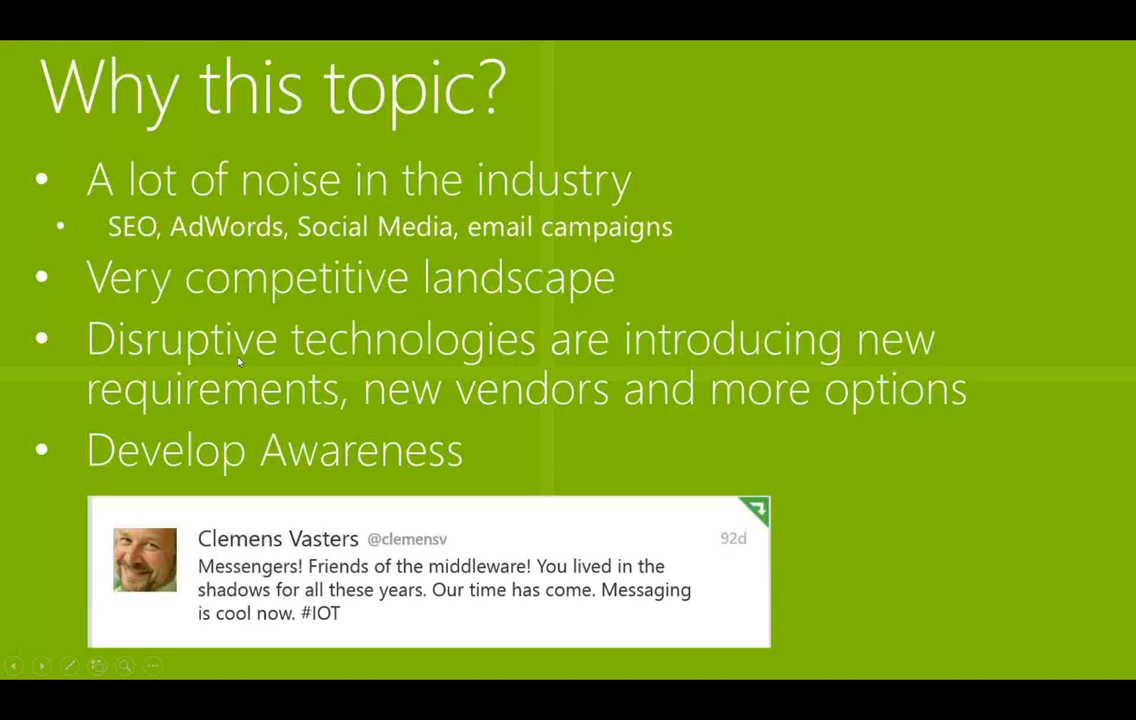 Why this topic?
• A lot of noise in the industry
• SEO, AdWords, Social Media, email campaigns
• Very competitive landscape
• Disruptive technologies are introducing new
requirements, new vendors and more options
• Develop Awareness
Clemens Vasters @clemensv 92d
Messengers! Friends of the middleware! You lived in the
shadows for all these years. Our time has come. Messaging
is cool now. #IOT